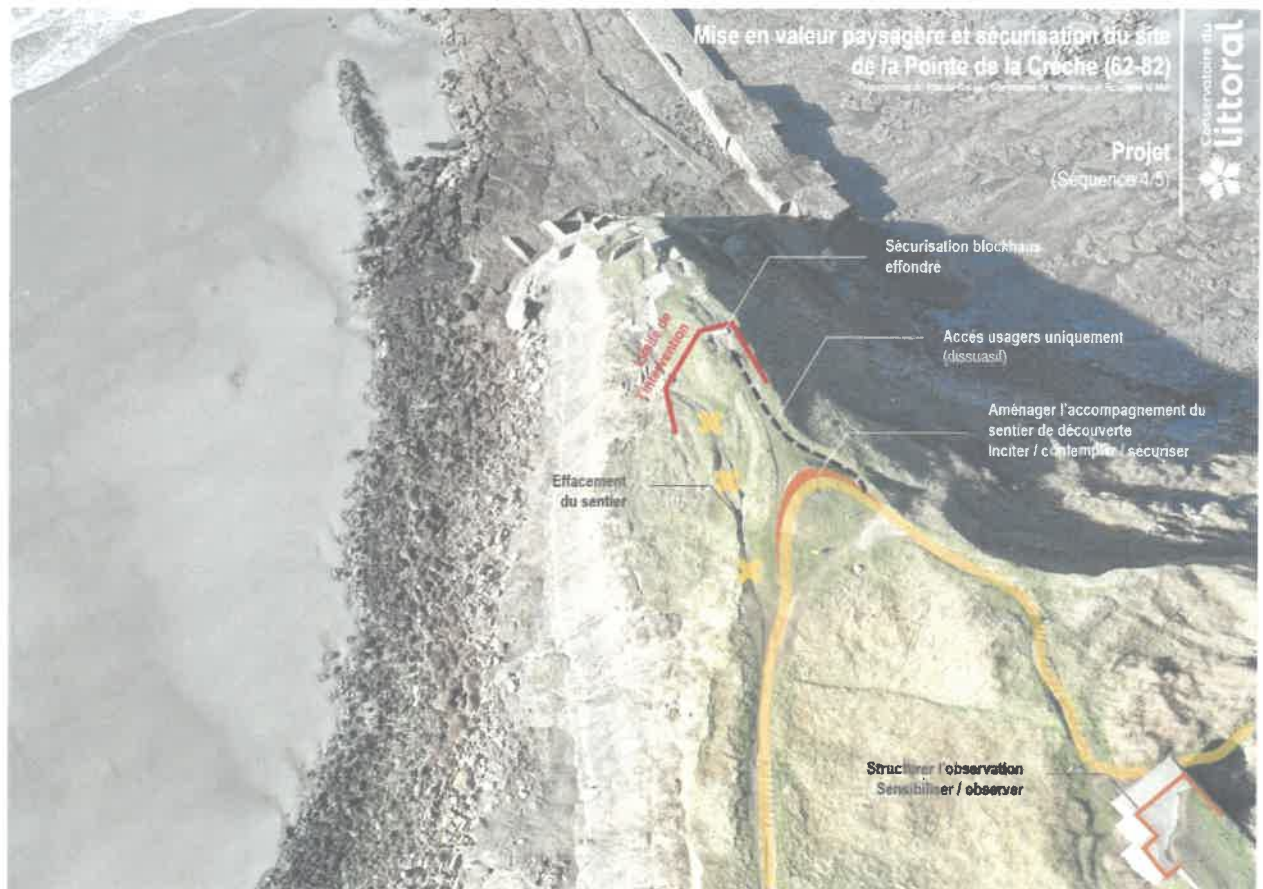 Mise en valeur paysagère et sécurisation du site
de la Pointe de la Crèche (62-82)
Conservatoire du
littoral
Projet
(Séquence 4/5)
Sécurisation blockhaus
effondré
Accès usagers uniquement
(dissuasif)
l'intervention
Aménager l'accompagnement du
sentier de découverte
Inciter / contempler / sécuriser
Effacement
du sentier
Structurer l'observation
Sensibiliser / observer